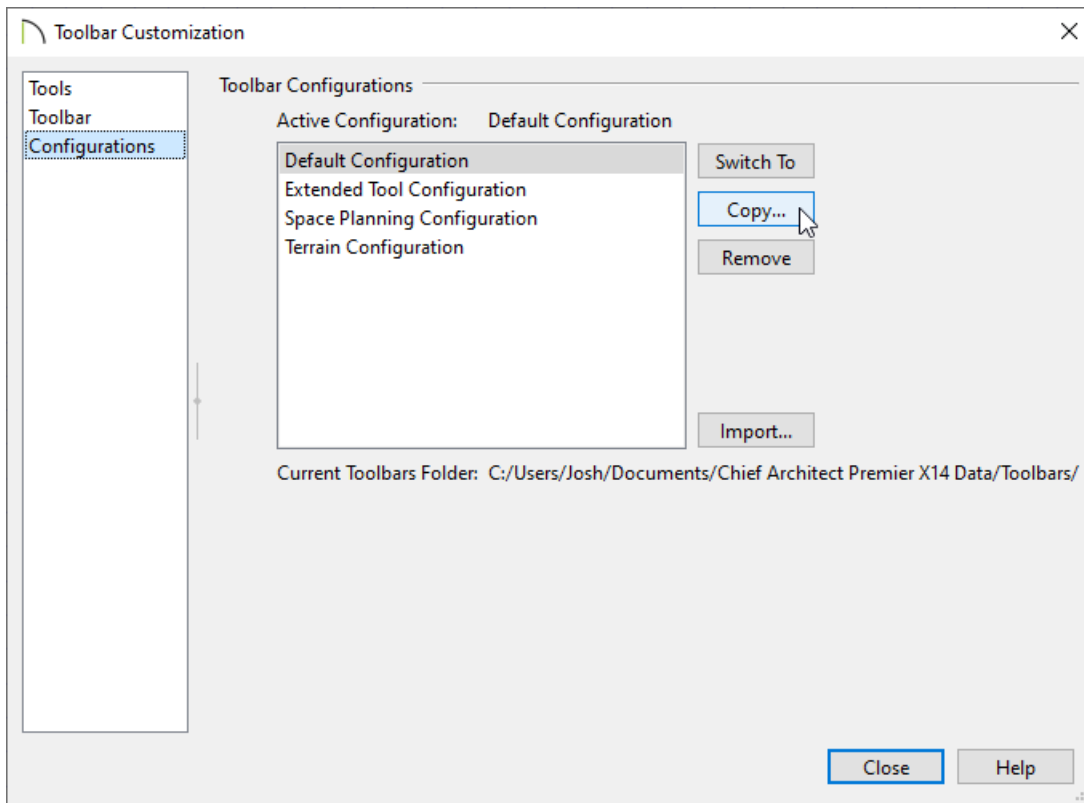 Toolbar Customization
Tools
Toolbar
Configurations
Toolbar Configurations
Active Configuration: Default Configuration
Default Configuration
Extended Tool Configuration
Space Planning Configuration
Terrain Configuration
Switch To
Copy...
Remove
Import...
Current Toolbars Folder: C:/Users/Josh/Documents/Chief Architect Premier X14 Data/Toolbars/
Close
Help